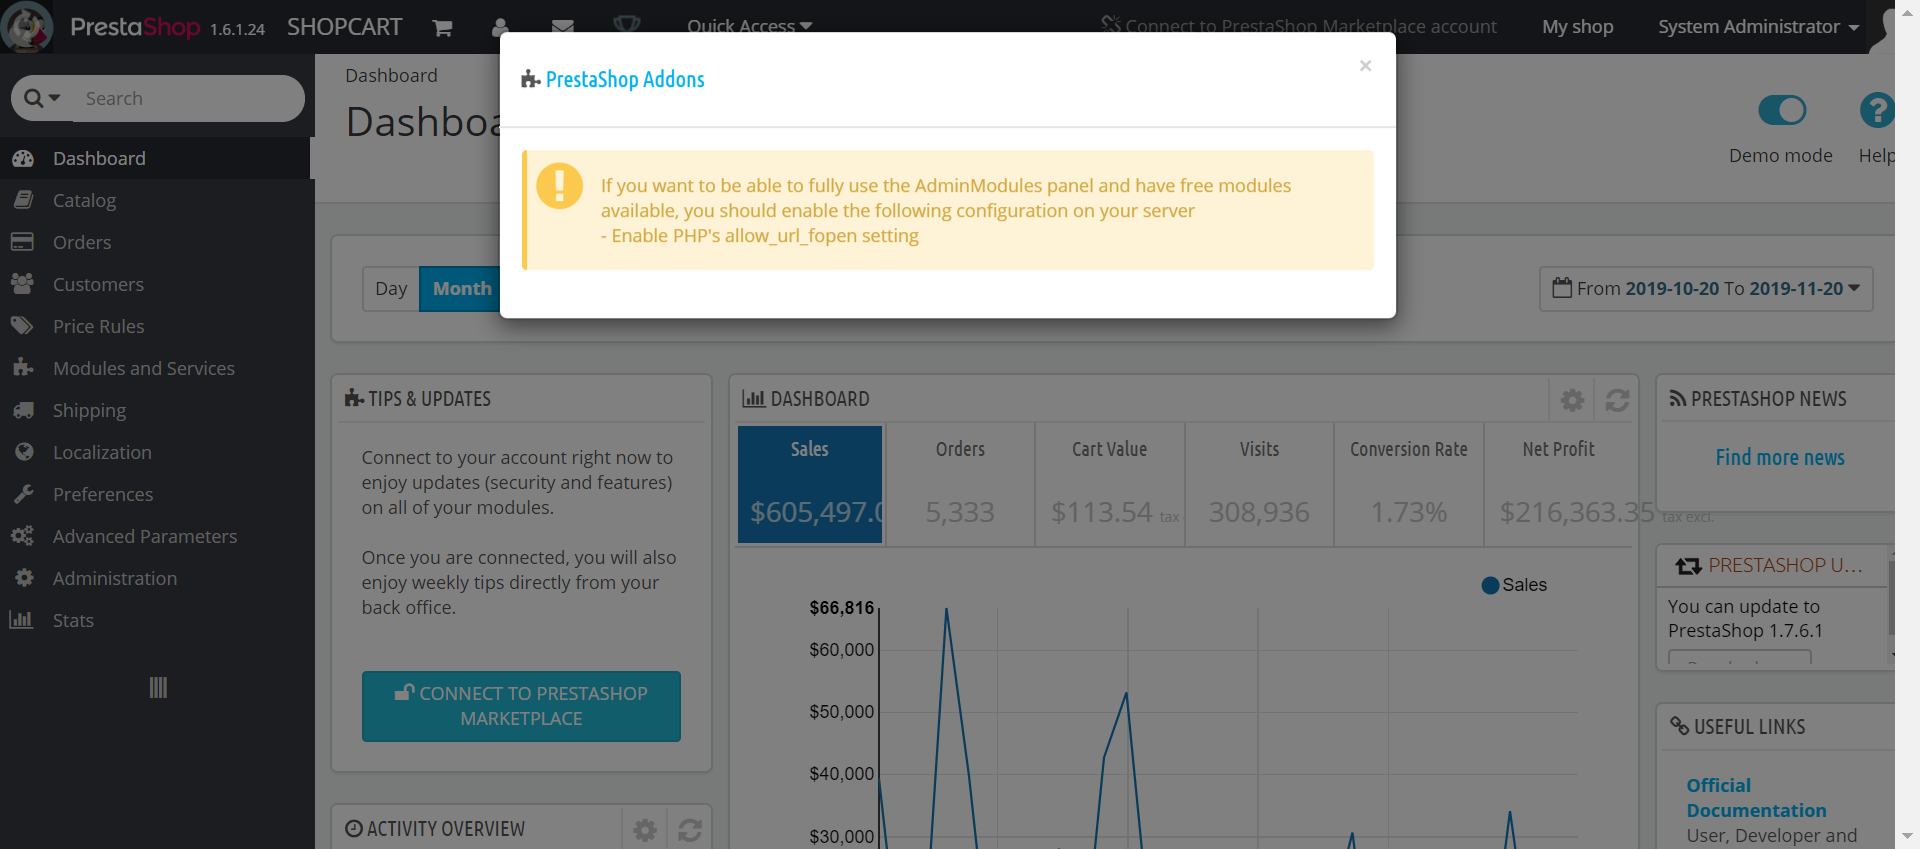 PrestaShop 1.6.1.24 SHOPCART Quick Access Connect to PrestaShop Marketplace account My shop System Administrator
Search
Dashboard
Catalog
Orders
Customers
Price Rules
Modules and Services
Shipping
Localization
Preferences
Advanced Parameters
Administration
Stats
Dashboard
Demo mode
Help
PrestaShop Addons
×
If you want to be able to fully use the AdminModules panel and have free modules
available, you should enable the following configuration on your server
- Enable PHP's allow_url_fopen setting
Day Month
From 2019-10-20 To 2019-11-20
TIPS & UPDATES
Connect to your account right now to
enjoy updates (security and features)
on all of your modules.
Once you are connected, you will also
enjoy weekly tips directly from your
back office.
CONNECT TO PRESTASHOP
MARKETPLACE
ACTIVITY OVERVIEW
DASHBOARD
Sales Orders Cart Value Visits Conversion Rate Net Profit
5,333 $113.54 tax 308,936 1.73% $216,363.35 tax excl.
Sales
$66,816
$60,000
$50,000
$40,000
$30,000
PRESTASHOP NEWS
Find more news
PRESTASHOP U...
You can update to
PrestaShop 1.7.6.1
USEFUL LINKS
Official
Documentation
User, Developer and